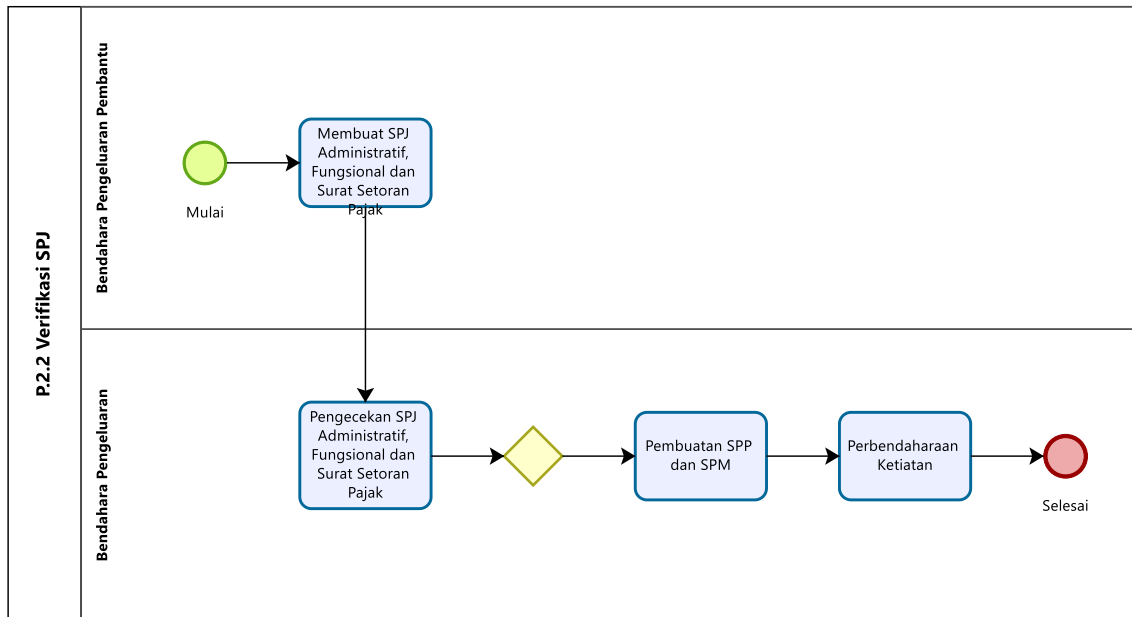 P.2.2 Verifikasi SPJ
Bendahara Pengeluaran Pembantu
Mulai
Membuat SPJ
Administratif,
Fungsional dan
Surat Setoran
Pajak
Bendahara Pengeluaran
Pengecekan SPJ
Administratif,
Fungsional dan
Surat Setoran
Pajak
Pembuatan SPP
dan SPM
Perbendaharaan
Ketiatan
Selesai